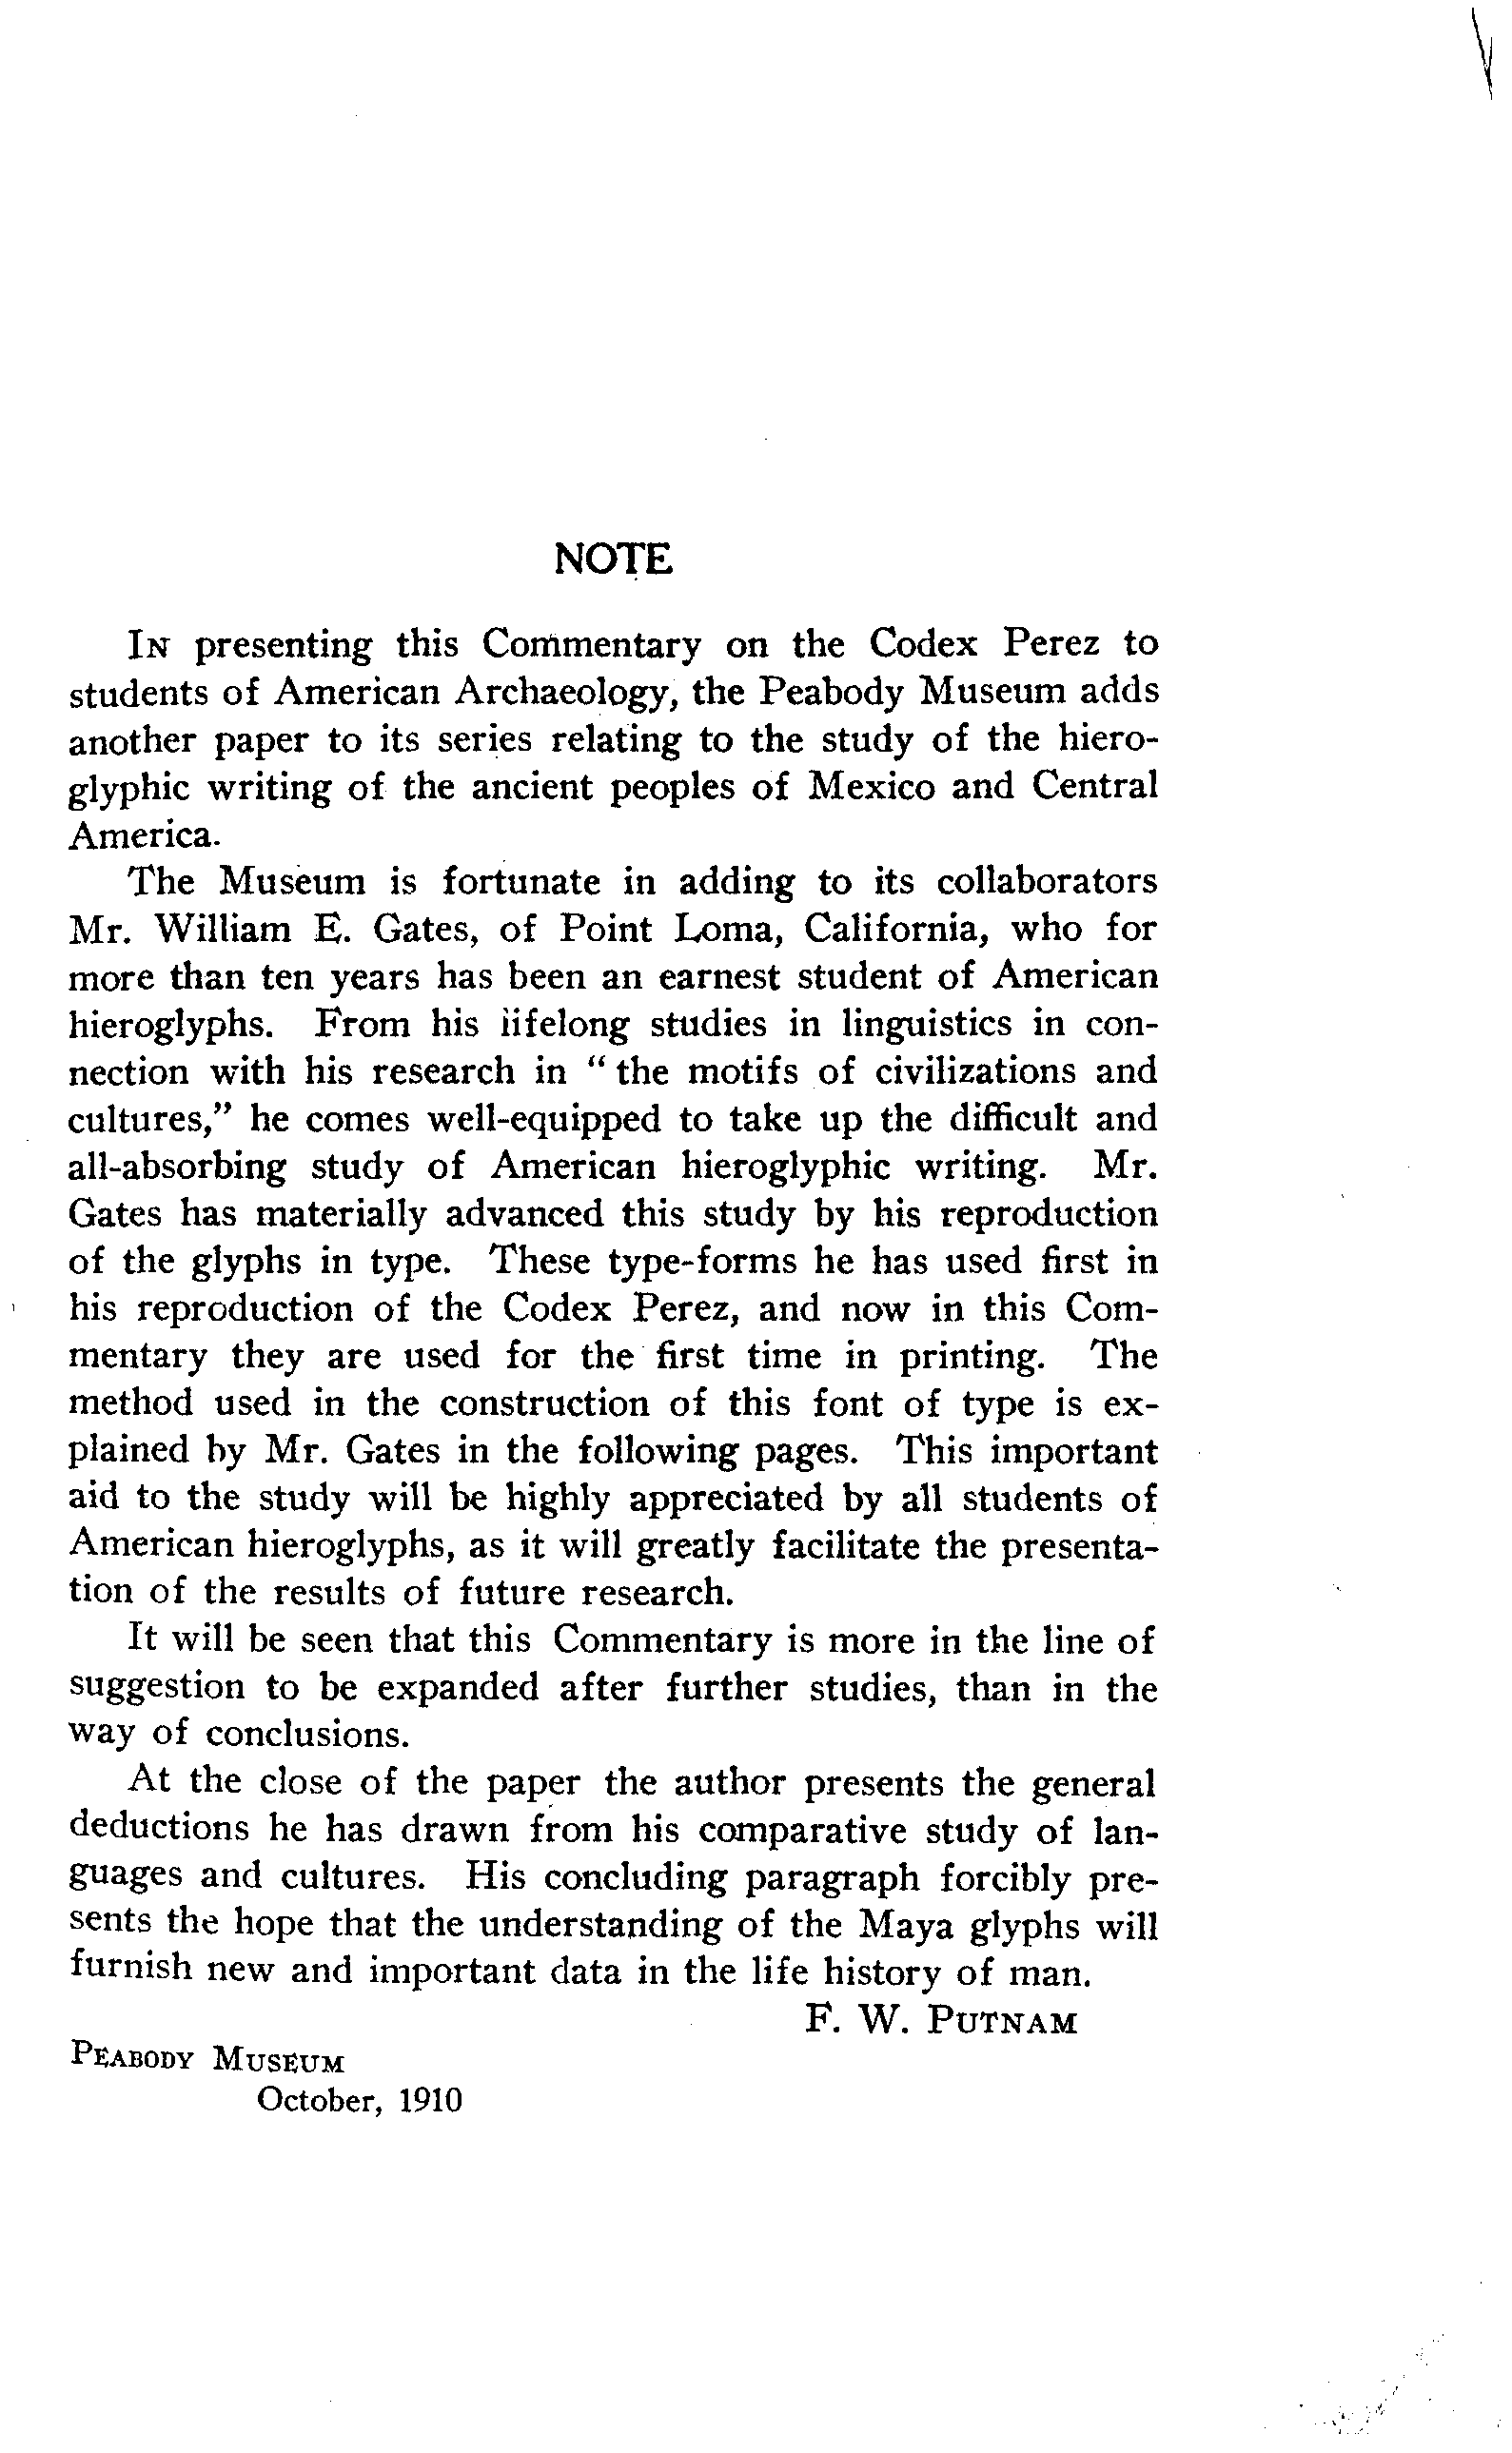 NOTE
In presenting this Commentary on the Codex Perez to
students of American Archaeology, the Peabody Museum adds
another paper to its series relating to the study of the hiero-
glyphic writing of the ancient peoples of Mexico and Central
America.
The Museum is fortunate in adding to its collaborators
Mr. William E. Gates, of Point Loma, California, who for
more than ten years has been an earnest student of American
hieroglyphs. From his lifelong studies in linguistics in con-
nection with his research in “the motifs of civilizations and
cultures,” he comes well-equipped to take up the difficult and
all-absorbing study of American hieroglyphic writing. Mr.
Gates has materially advanced this study by his reproduction
of the glyphs in type. These type-forms he has used first in
his reproduction of the Codex Perez, and now in this Com-
mentary they are used for the first time in printing. The
method used in the construction of this font of type is ex-
plained by Mr. Gates in the following pages. This important
aid to the study will be highly appreciated by all students of
American hieroglyphs, as it will greatly facilitate the presenta-
tion of the results of future research.
It will be seen that this Commentary is more in the line of
suggestion to be expanded after further studies, than in the
way of conclusions.
At the close of the paper the author presents the general
deductions he has drawn from his comparative study of lan-
guages and cultures. His concluding paragraph forcibly pre-
sents the hope that the understanding of the Maya glyphs will
furnish new and important data in the life history of man.
F. W. Putnam
Peabody Museum
October, 1910